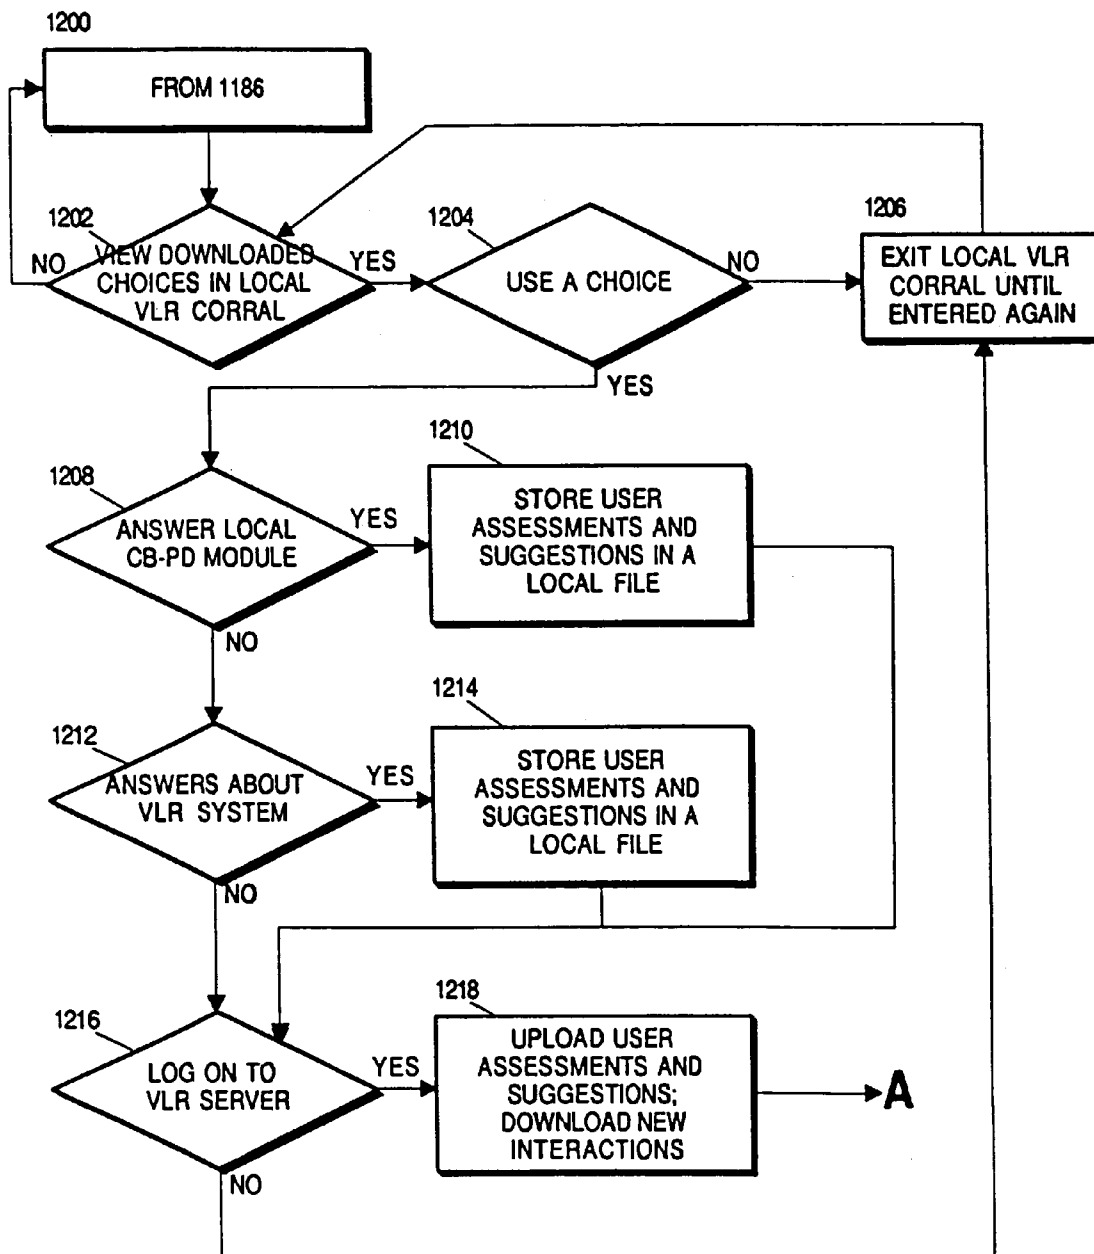 1200
FROM 1186
1202
VIEW DOWNLOADED
CHOICES IN LOCAL
VLR CORRAL
NO
YES
1204
USE A CHOICE
NO
YES
1206
EXIT LOCAL VLR
CORRAL UNTIL
ENTERED AGAIN
1208
ANSWER LOCAL
CB-PD MODULE
YES
NO
1210
STORE USER
ASSESSMENTS AND
SUGGESTIONS IN A
LOCAL FILE
1212
ANSWERS ABOUT
VLR SYSTEM
YES
NO
1214
STORE USER
ASSESSMENTS AND
SUGGESTIONS IN A
LOCAL FILE
1216
LOG ON TO
VLR SERVER
YES
NO
1218
UPLOAD USER
ASSESSMENTS AND
SUGGESTIONS;
DOWNLOAD NEW
INTERACTIONS
A